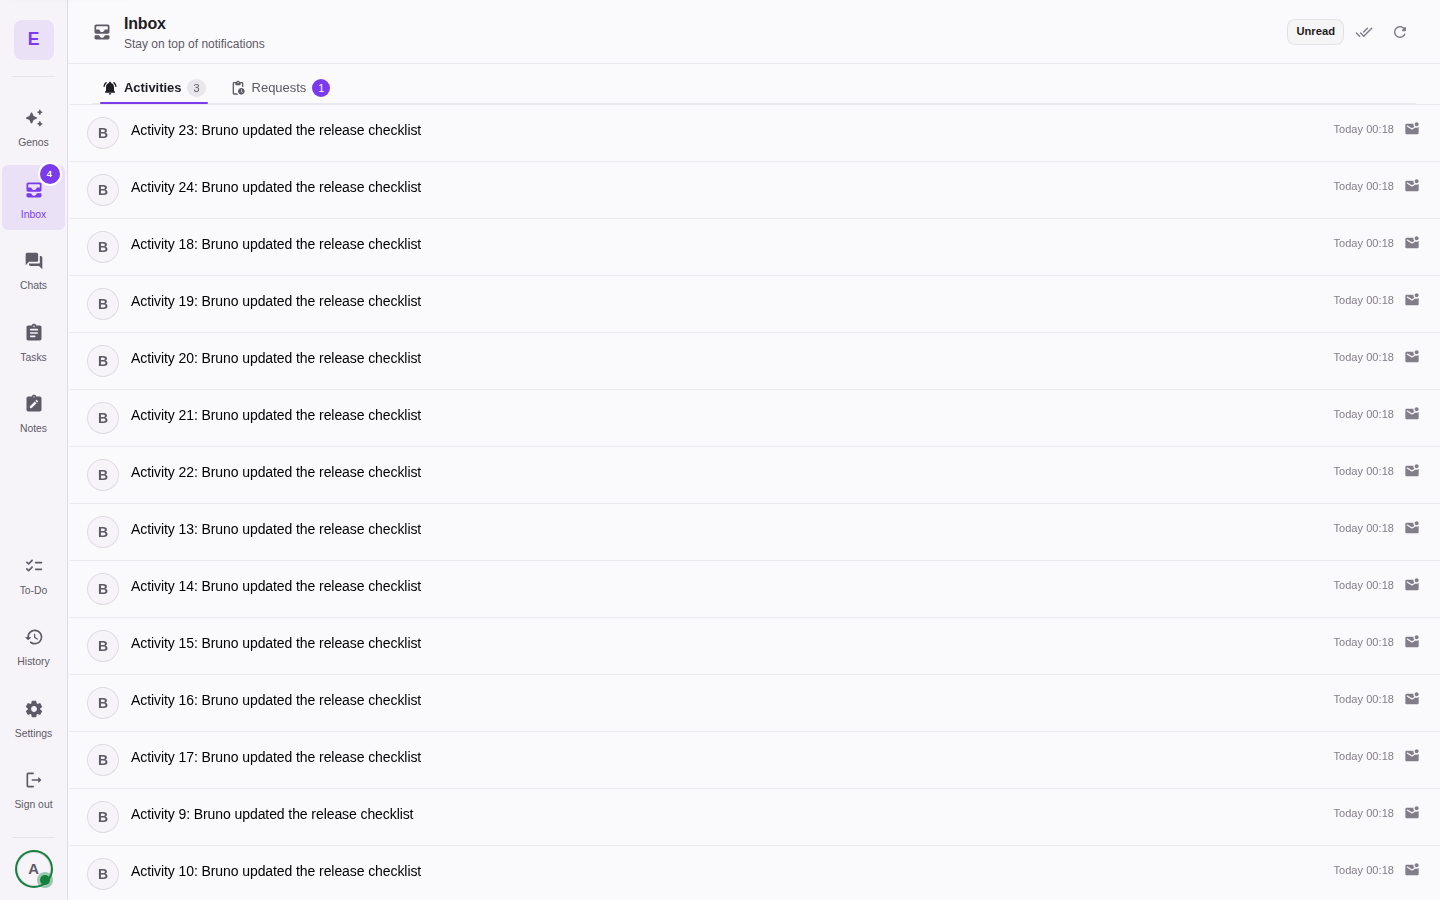 E
Genos
4
Inbox
Chats
Tasks
Notes
To-Do
History
Settings
Sign out
A
Inbox
Stay on top of notifications
Unread
Activities 3
Requests 1
B Activity 23: Bruno updated the release checklist Today 00:18
B Activity 24: Bruno updated the release checklist Today 00:18
B Activity 18: Bruno updated the release checklist Today 00:18
B Activity 19: Bruno updated the release checklist Today 00:18
B Activity 20: Bruno updated the release checklist Today 00:18
B Activity 21: Bruno updated the release checklist Today 00:18
B Activity 22: Bruno updated the release checklist Today 00:18
B Activity 13: Bruno updated the release checklist Today 00:18
B Activity 14: Bruno updated the release checklist Today 00:18
B Activity 15: Bruno updated the release checklist Today 00:18
B Activity 16: Bruno updated the release checklist Today 00:18
B Activity 17: Bruno updated the release checklist Today 00:18
B Activity 9: Bruno updated the release checklist Today 00:18
B Activity 10: Bruno updated the release checklist Today 00:18